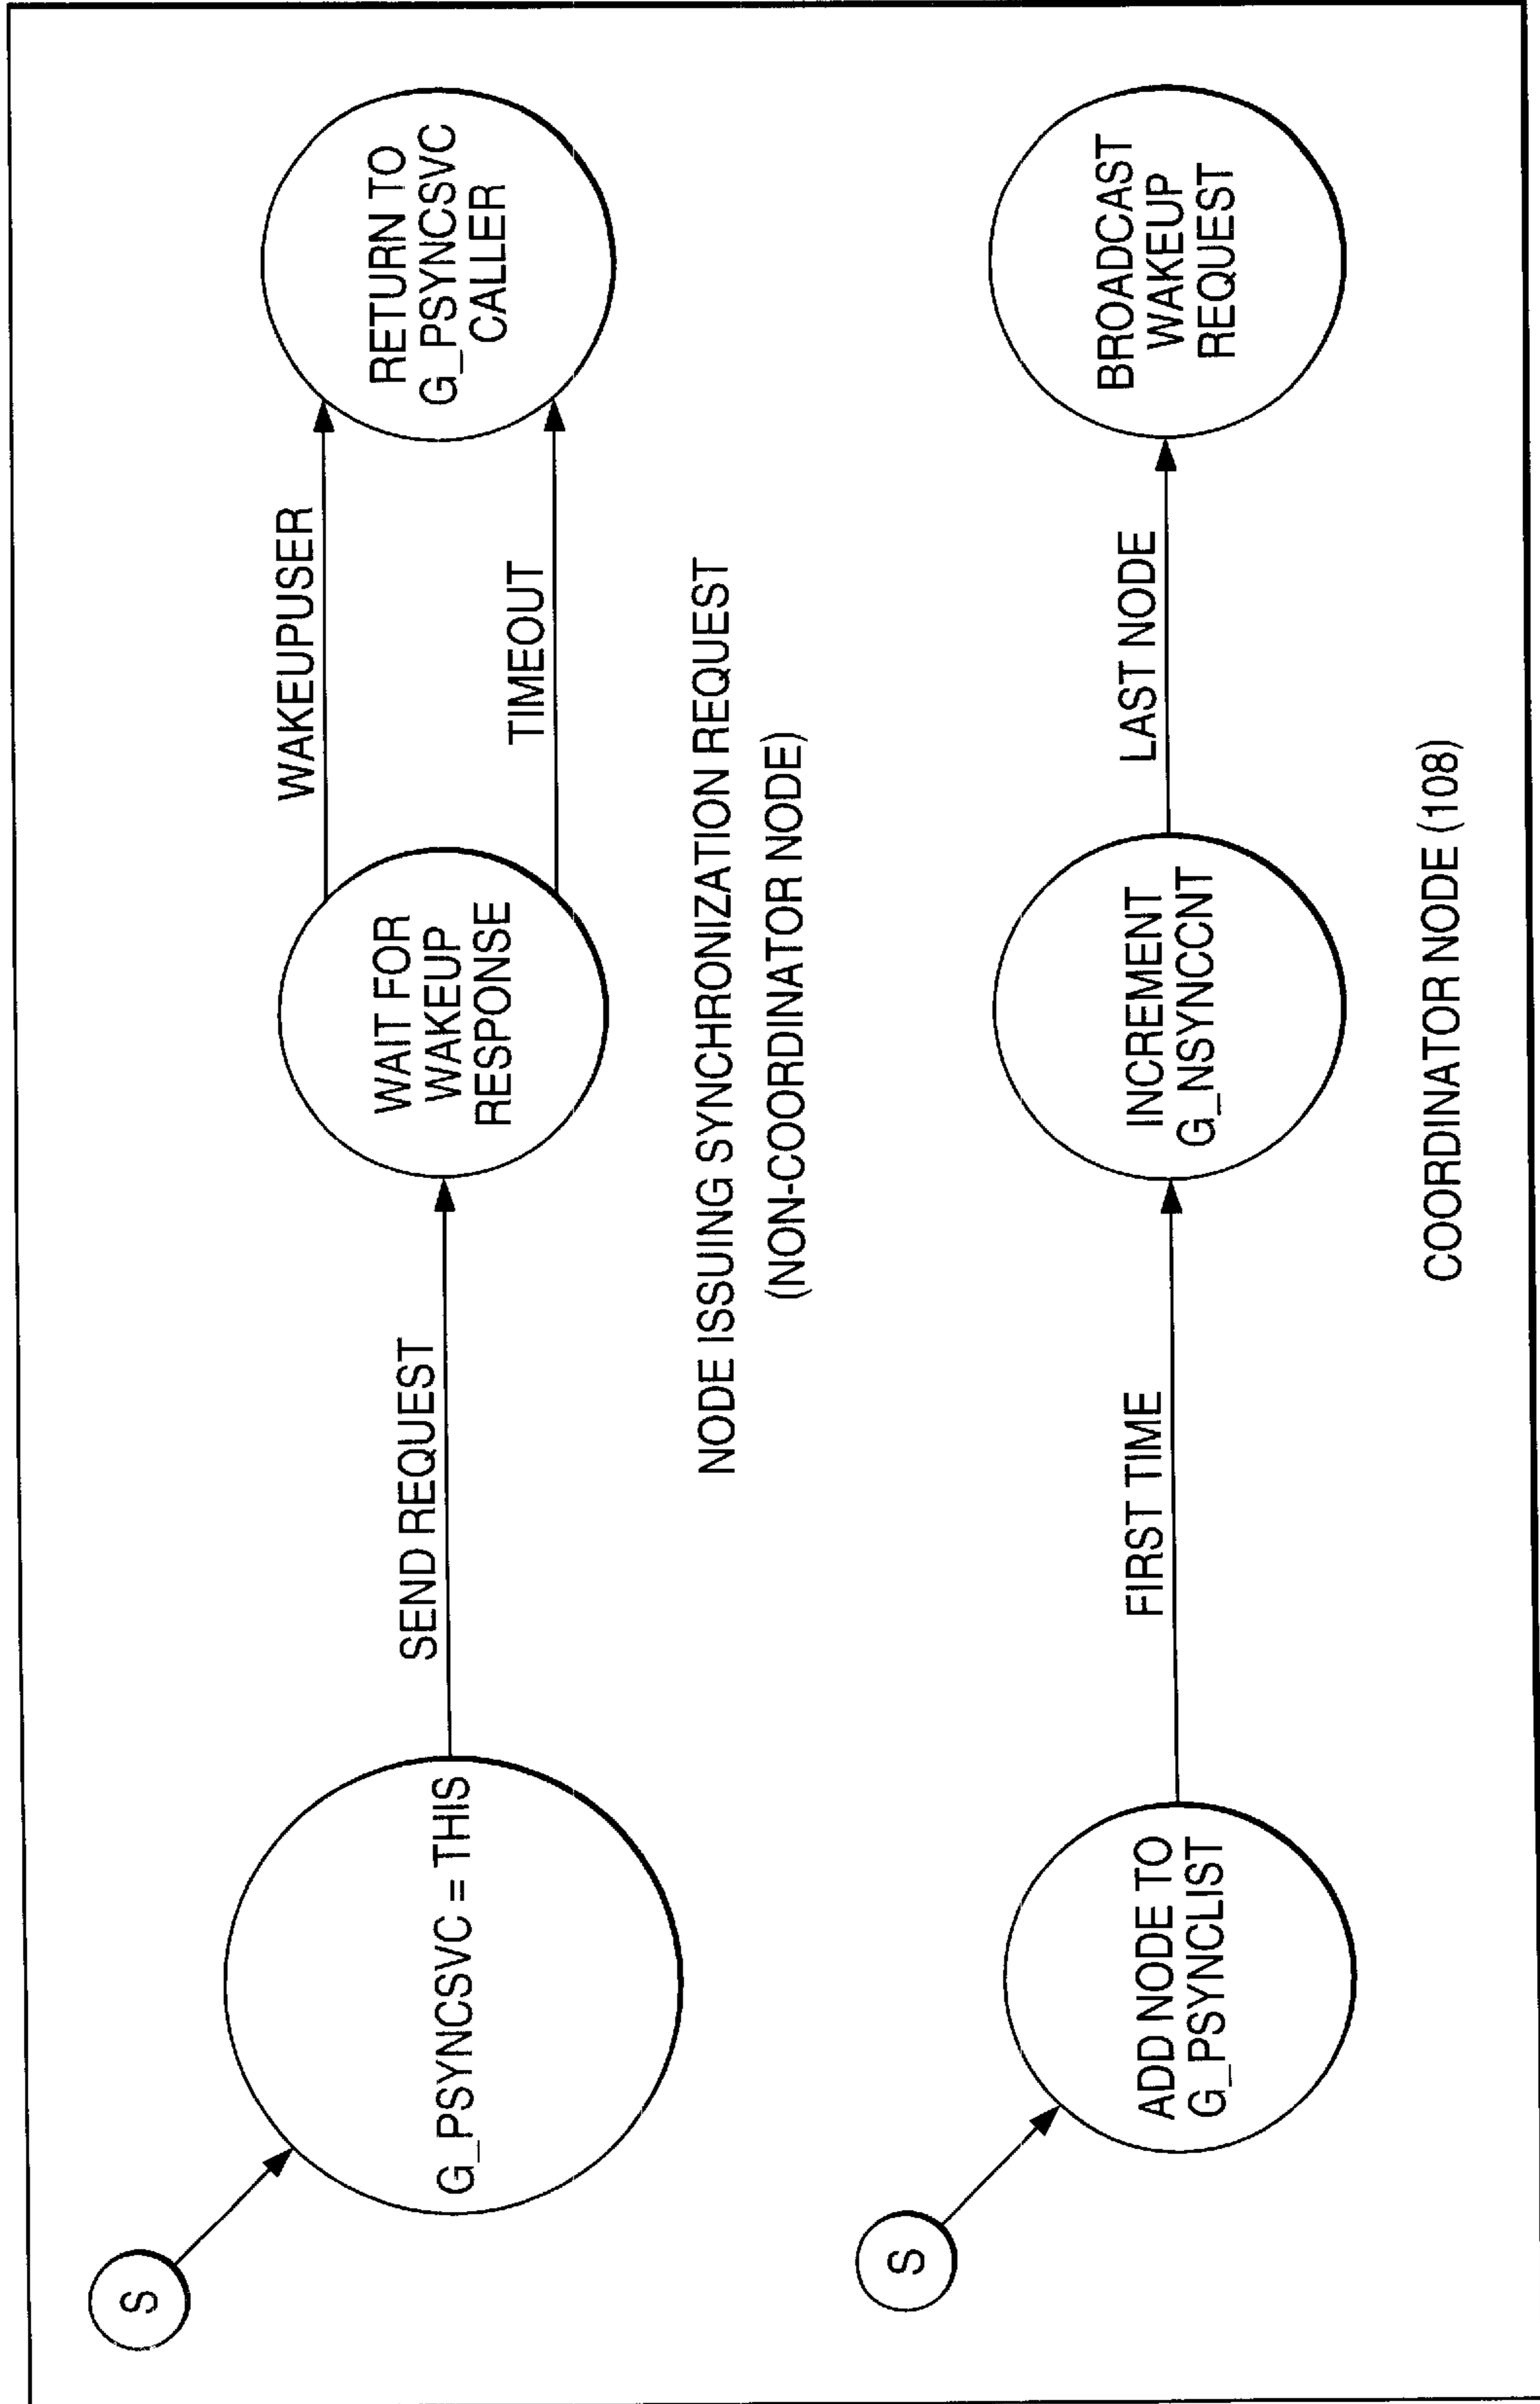 S
G_PSYNCSVC = THIS
SEND REQUEST
WAIT FOR
WAKEUP
RESPONSE
WAKEUPUSER
TIMEOUT
RETURN TO
G_PSYNCSVC
CALLER
NODE ISSUING SYNCHRONIZATION REQUEST
(NON-COORDINATOR NODE)
S
ADD NODE TO
G_PSYNCLIST
FIRST TIME
INCREMENT
G_NSYNCCNT
LAST NODE
BROADCAST
WAKEUP
REQUEST
COORDINATOR NODE (108)